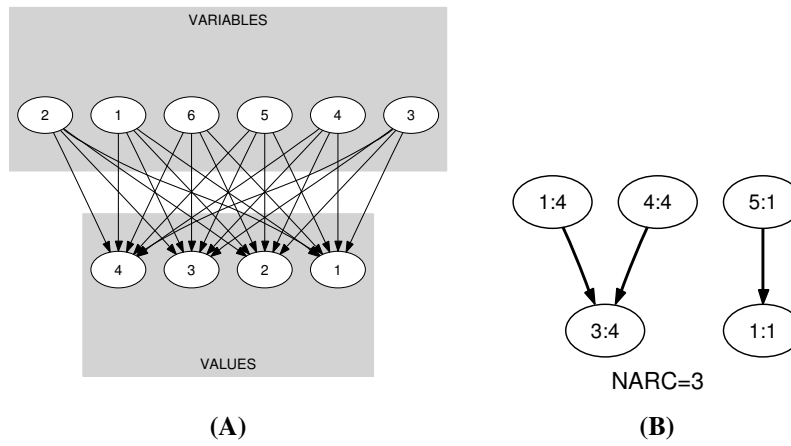 VARIABLES
2 1 6 5 4 3
4 3 2 1
VALUES
(A)
1:4 4:4 5:1
3:4 1:1
NARC=3
(B)